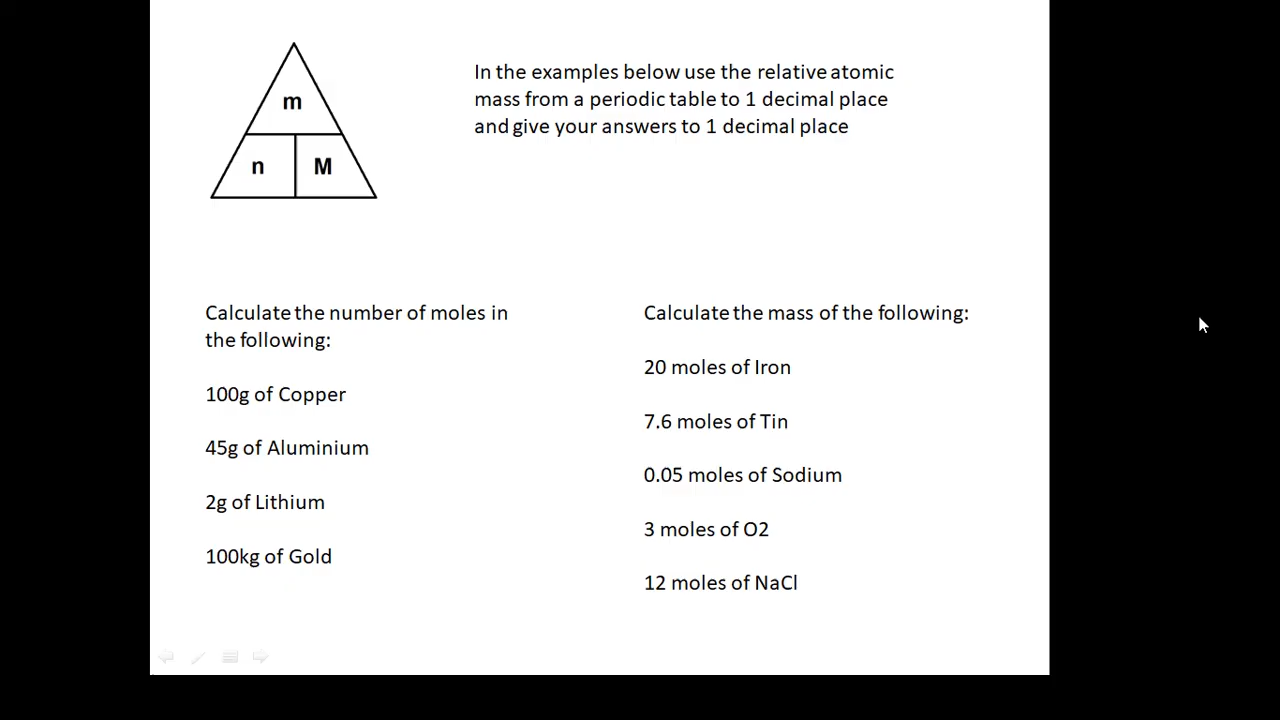 m
n M
In the examples below use the relative atomic
mass from a periodic table to 1 decimal place
and give your answers to 1 decimal place
Calculate the number of moles in
the following:
100g of Copper
45g of Aluminium
2g of Lithium
100kg of Gold
Calculate the mass of the following:
20 moles of Iron
7.6 moles of Tin
0.05 moles of Sodium
3 moles of O2
12 moles of NaCl